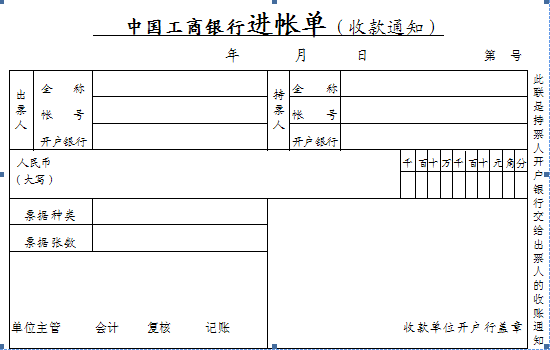 中国工商银行进帐单（收款通知）
年 月 日 第 号
出票人 全 称 持票人 全 称
帐 号 帐 号
开户银行 开户银行
人民币 千百十万千百十元角分
（大写）
票据种类
票据张数
单位主管 会计 复核 记账 收款单位开户行盖章
此联是持票人开户银行交给出票人的收账通知